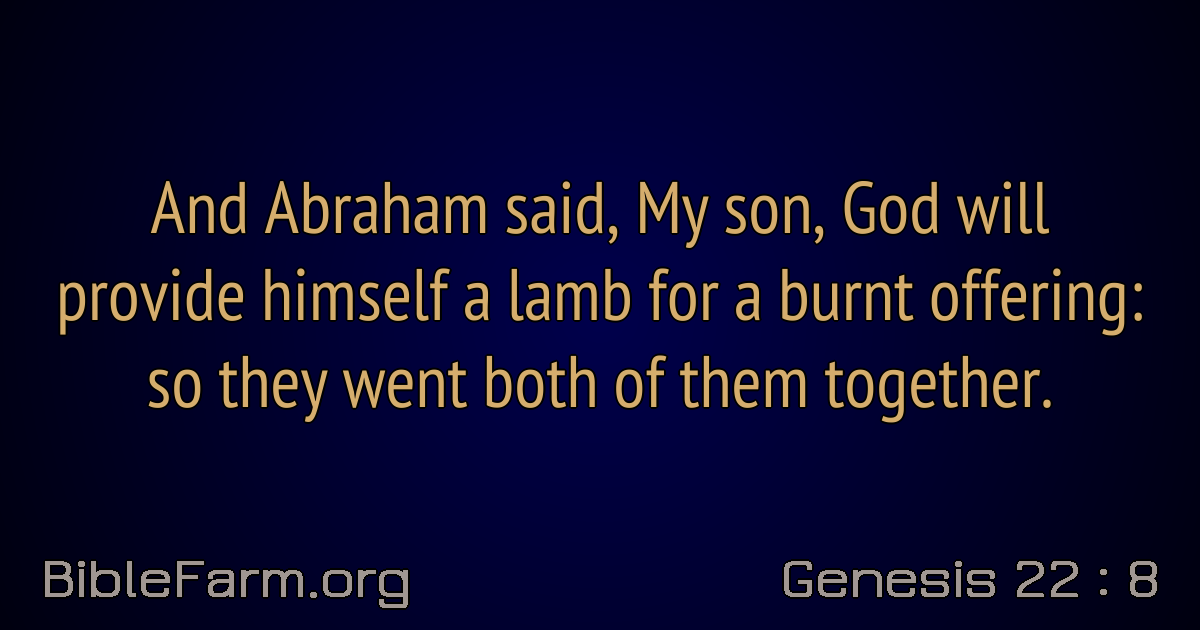 And Abraham said, My son, God will
provide himself a lamb for a burnt offering:
so they went both of them together.
BibleFarm.org
Genesis 22 : 8